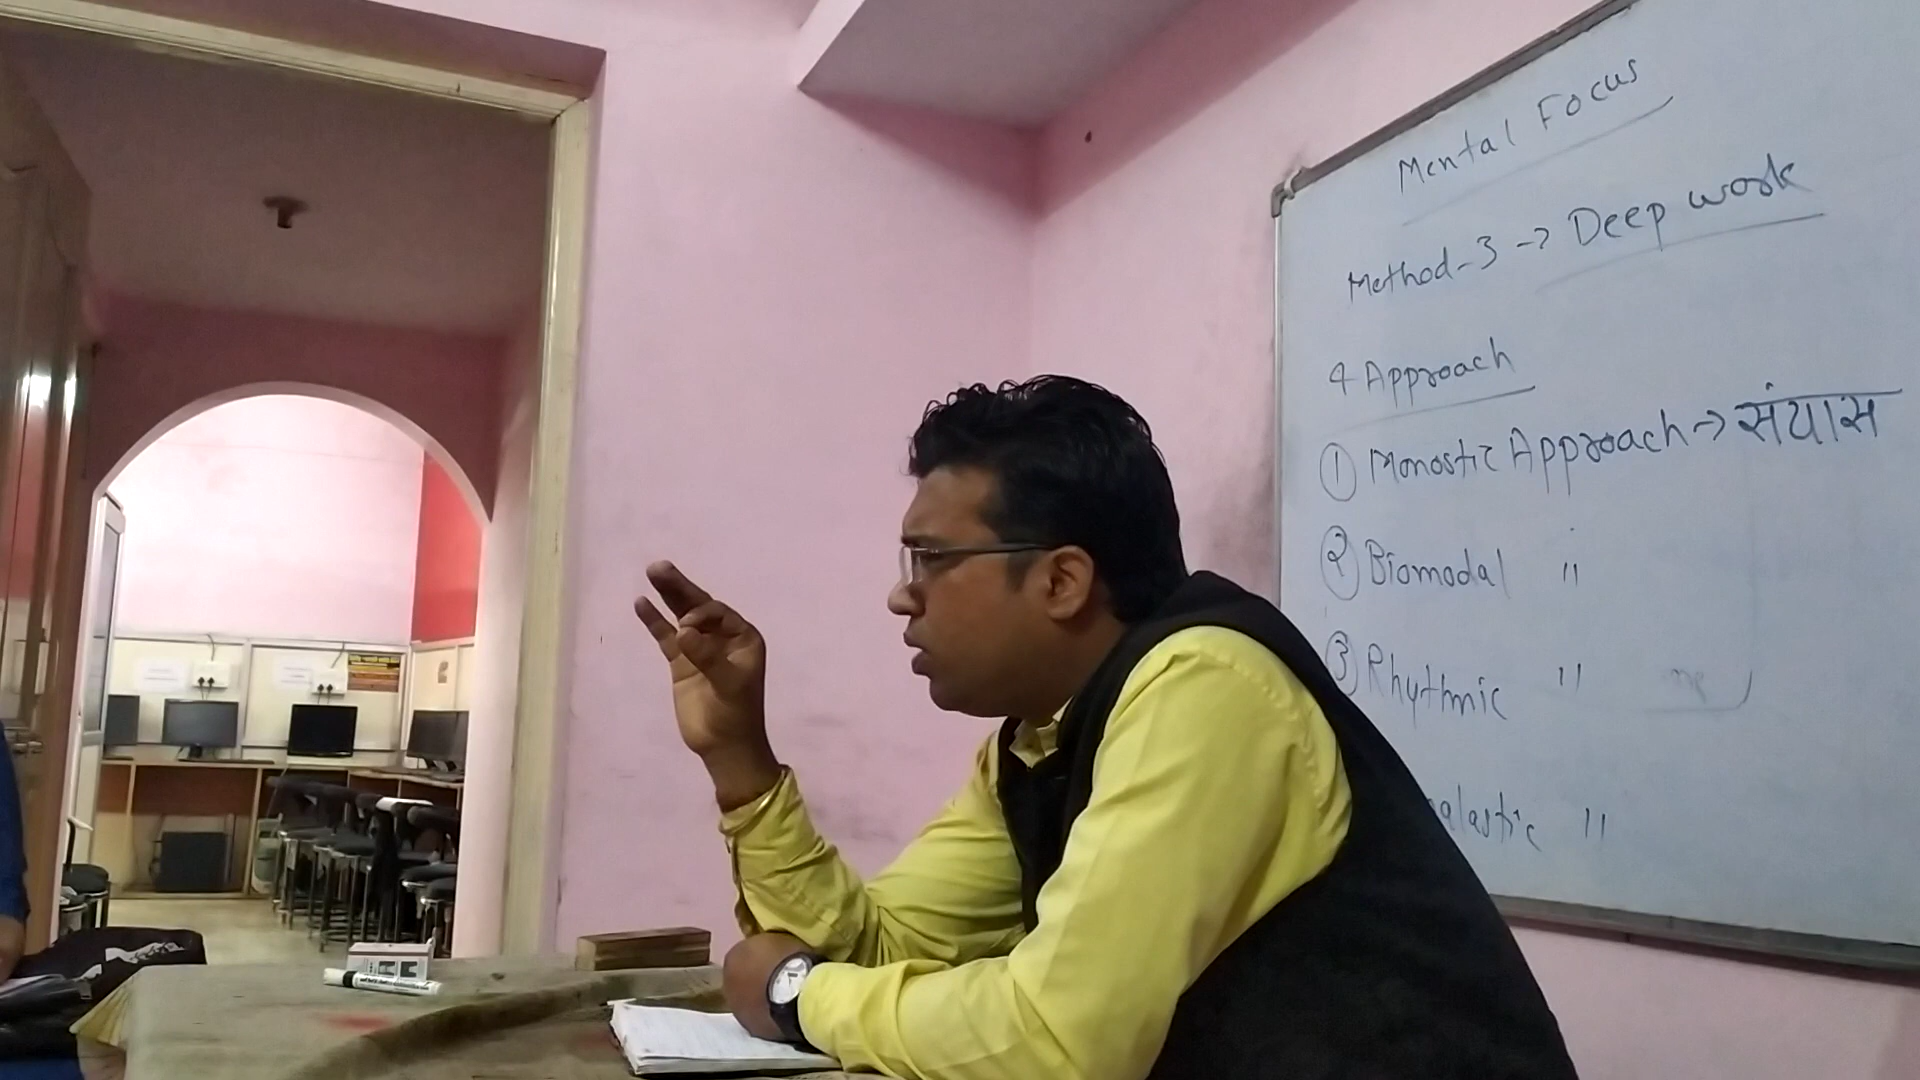 Mental Focus
Method-3 -> Deep work
4 Approach
① Monostic Approach -> संयास
② Biomodal "
③ Rhythmic "
alastic "